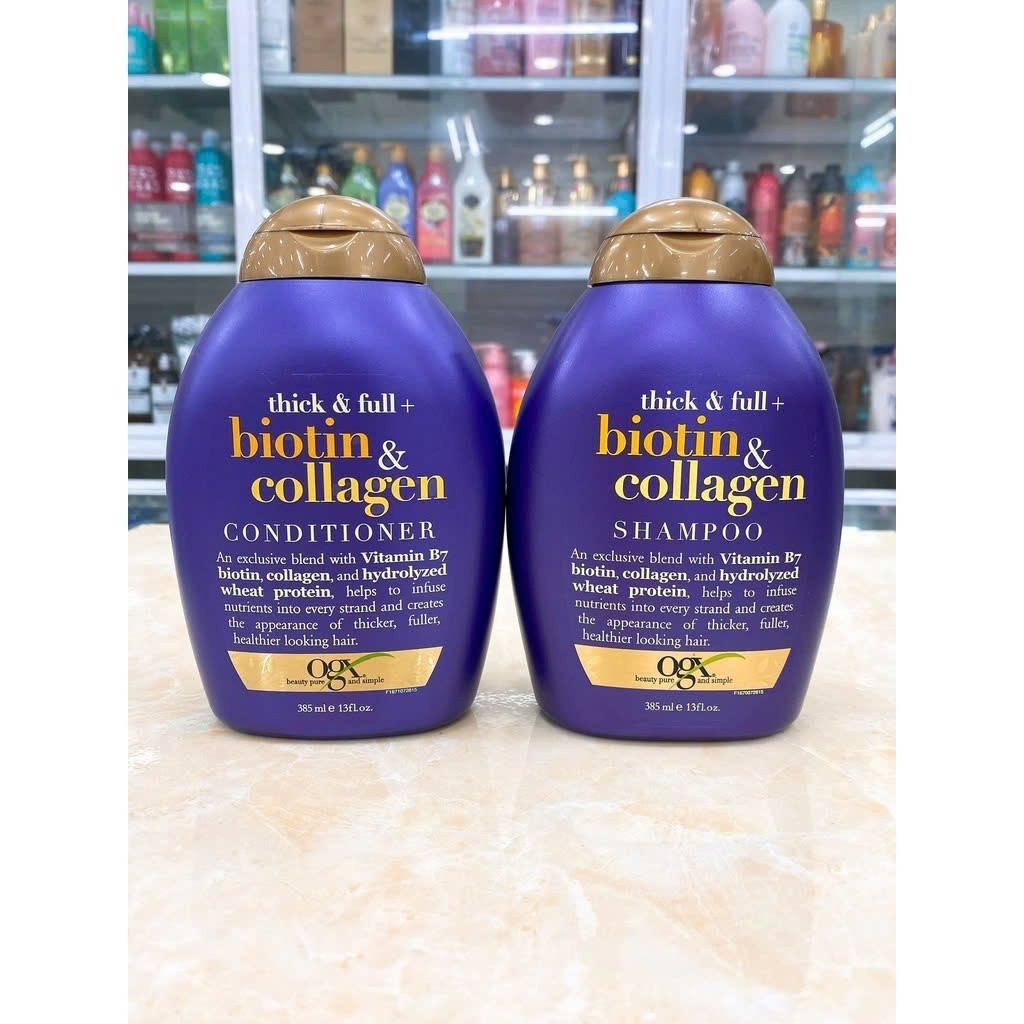 thick & full +
biotin
&
collagen
CONDITIONER
An exclusive blend with Vitamin B7
biotin, collagen, and hydrolyzed
wheat protein, helps to infuse
nutrients into every strand and creates
the appearance of thicker, fuller,
healthier looking hair.
ogx
beauty pure and simple
F1671072615
385 ml e 13fl.oz.
thick & full +
biotin
&
collagen
SHAMPOO
An exclusive blend with Vitamin B7
biotin, collagen, and hydrolyzed
wheat protein, helps to infuse
nutrients into every strand and creates
the appearance of thicker, fuller,
healthier looking hair.
ogx
beauty pure and simple
F1670072615
385 ml e 13fl.oz.